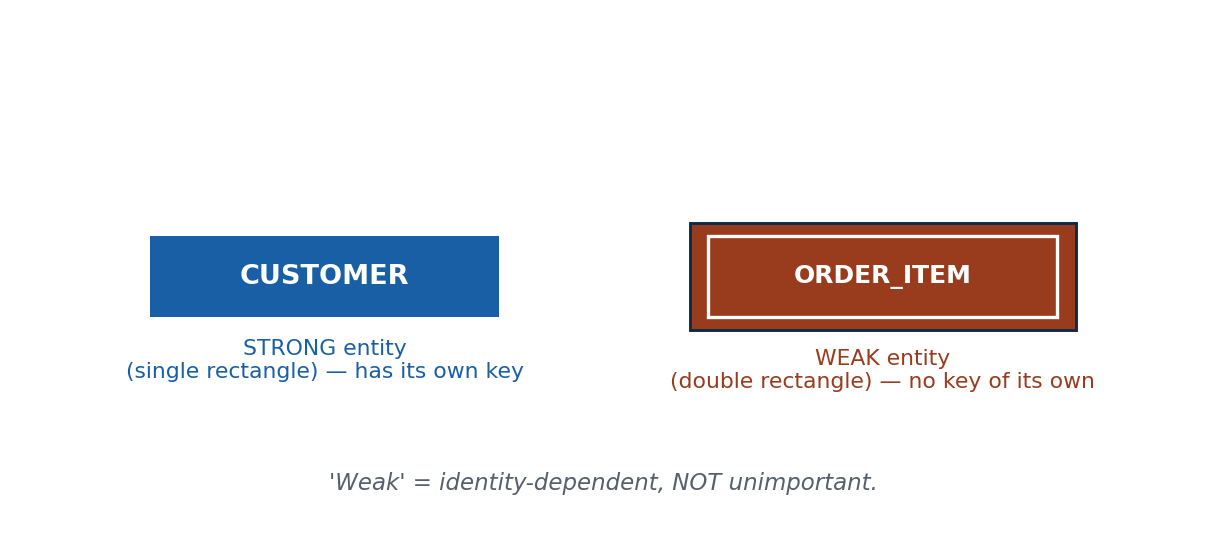 CUSTOMER
STRONG entity
(single rectangle) — has its own key
ORDER_ITEM
WEAK entity
(double rectangle) — no key of its own
'Weak' = identity-dependent, NOT unimportant.